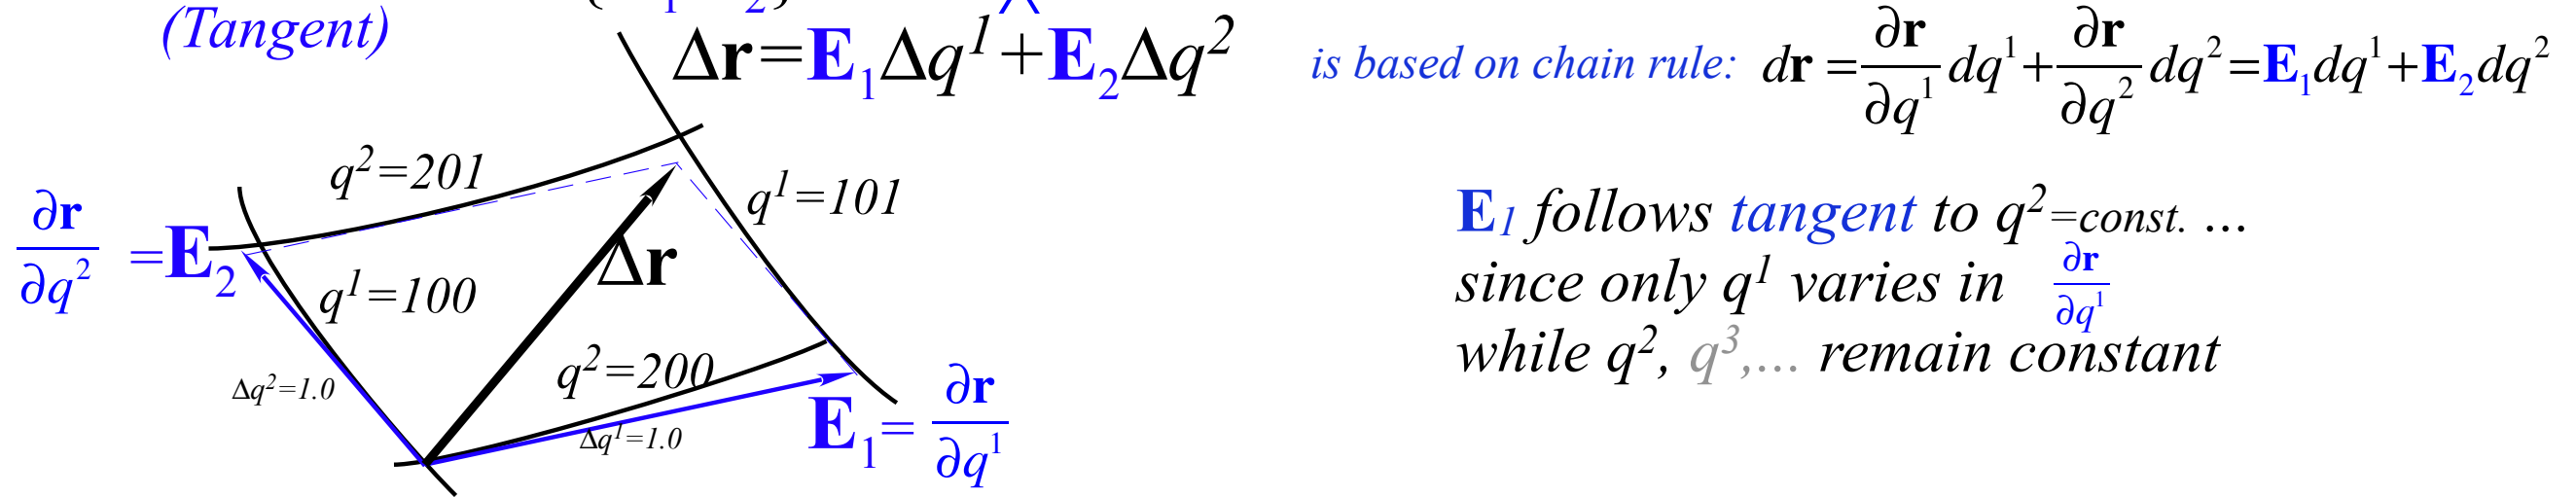 (Tangent)
Δr=E₁Δq¹+E₂Δq²
is based on chain rule: dr = ∂r/∂q¹ dq¹ + ∂r/∂q² dq² = E₁dq¹+E₂dq²
q²=201
q¹=101
∂r/∂q² =E₂
Δr
q¹=100
q²=200
Δq²=1.0
Δq¹=1.0
E₁= ∂r/∂q¹
E₁ follows tangent to q²=const. ...
since only q¹ varies in ∂r/∂q¹
while q², q³,... remain constant